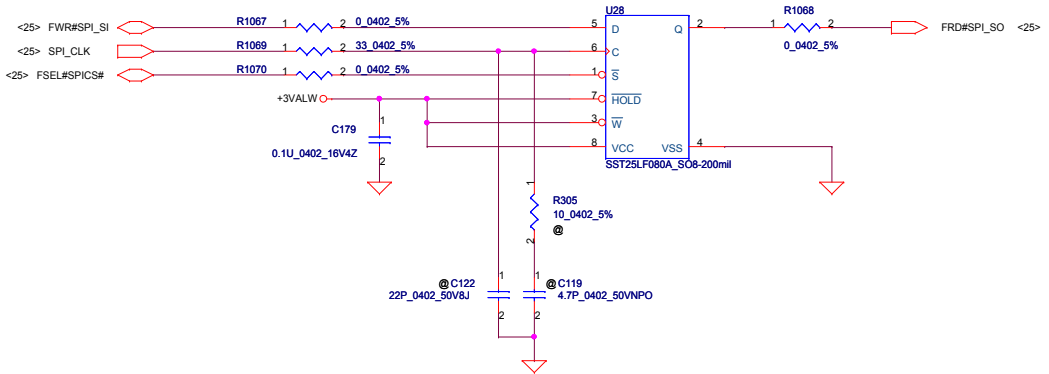 U28
<25> FWR#SPI_SI R1067 1 2 0_0402_5% 5 D Q 2 1 R1068 2 0_0402_5% FRD#SPI_SO <25>
<25> SPI_CLK R1069 1 2 33_0402_5% 6 C
<25> FSEL#SPICS# R1070 1 2 0_0402_5% 1 S
+3VALW 7 HOLD
C179 1 2 0.1U_0402_16V4Z
3 W
8 VCC VSS 4
SST25LF080A_SO8-200mil
1 R305
10_0402_5%
@
2
@ C122 1 2
22P_0402_50V8J
@ C119 1 2
4.7P_0402_50VNPO